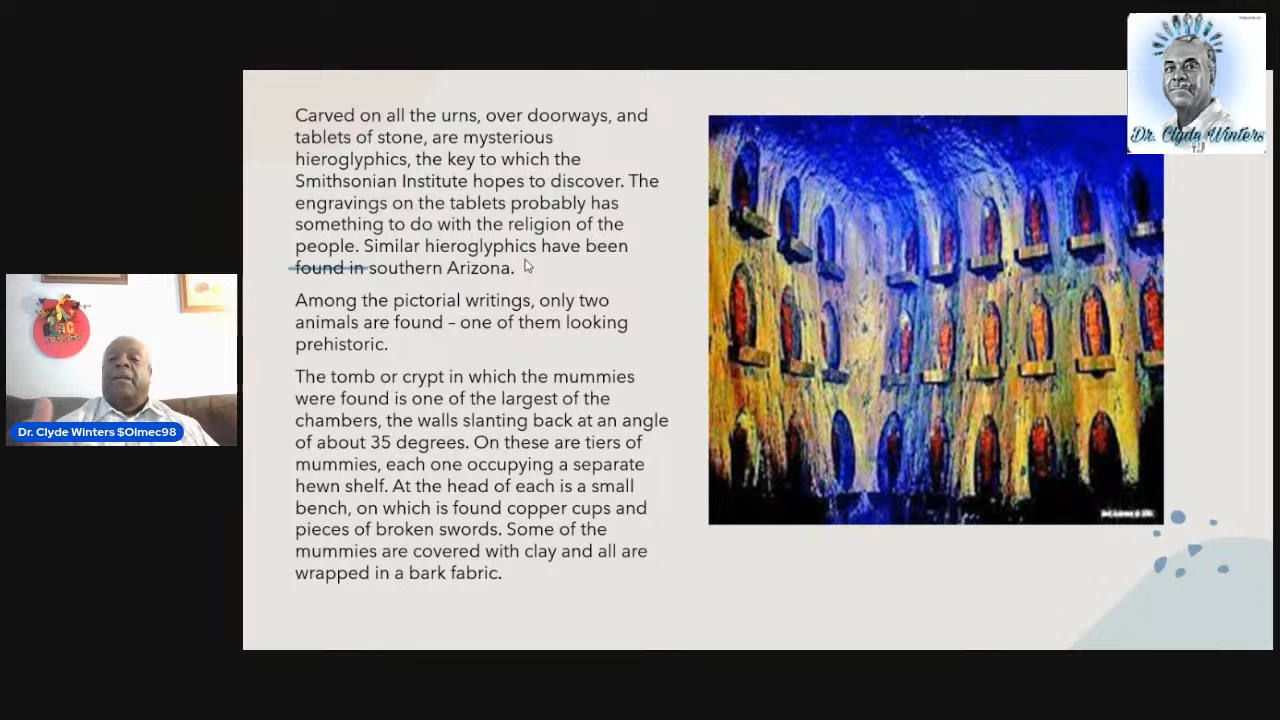 Carved on all the urns, over doorways, and
tablets of stone, are mysterious
hieroglyphics, the key to which the
Smithsonian Institute hopes to discover. The
engravings on the tablets probably has
something to do with the religion of the
people. Similar hieroglyphics have been
found in southern Arizona.
Among the pictorial writings, only two
animals are found – one of them looking
prehistoric.
The tomb or crypt in which the mummies
were found is one of the largest of the
chambers, the walls slanting back at an angle
of about 35 degrees. On these are tiers of
mummies, each one occupying a separate
hewn shelf. At the head of each is a small
bench, on which is found copper cups and
pieces of broken swords. Some of the
mummies are covered with clay and all are
wrapped in a bark fabric.
Dr. Clyde Winters
Dr. Clyde Winters $Olmec98